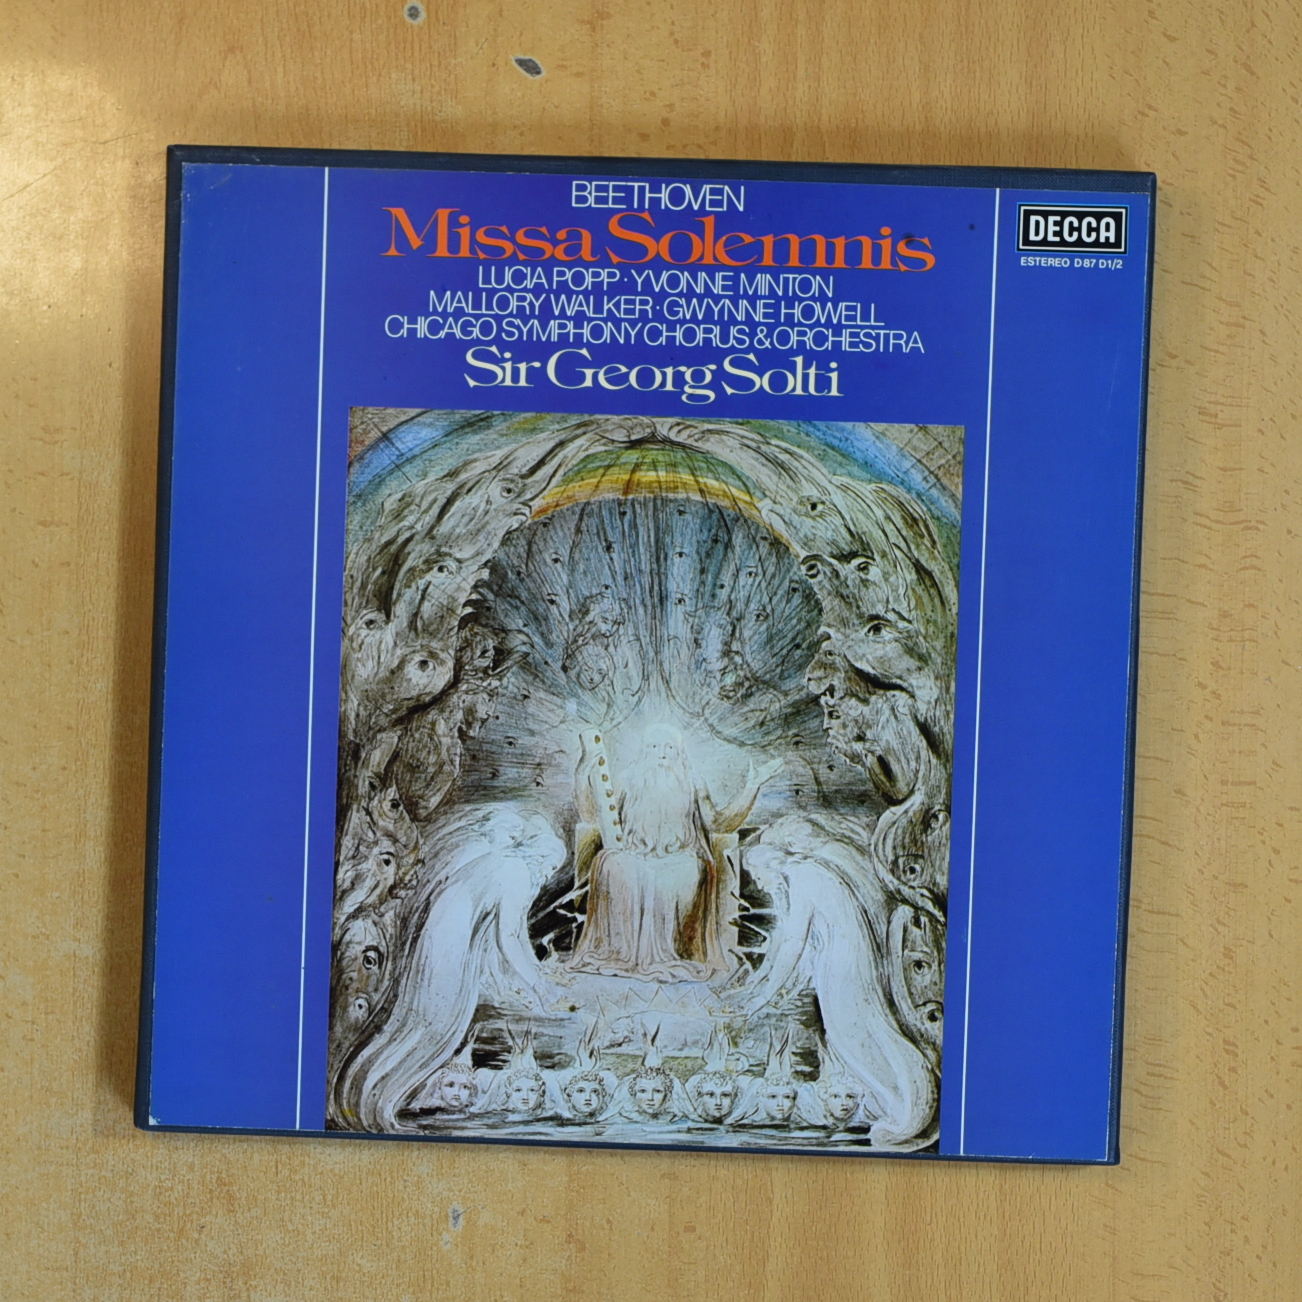 BEETHOVEN
Missa Solemnis
LUCIA POPP · YVONNE MINTON
MALLORY WALKER · GWYNNE HOWELL
CHICAGO SYMPHONY CHORUS & ORCHESTRA
Sir Georg Solti
DECCA
ESTEREO D87 D1/2